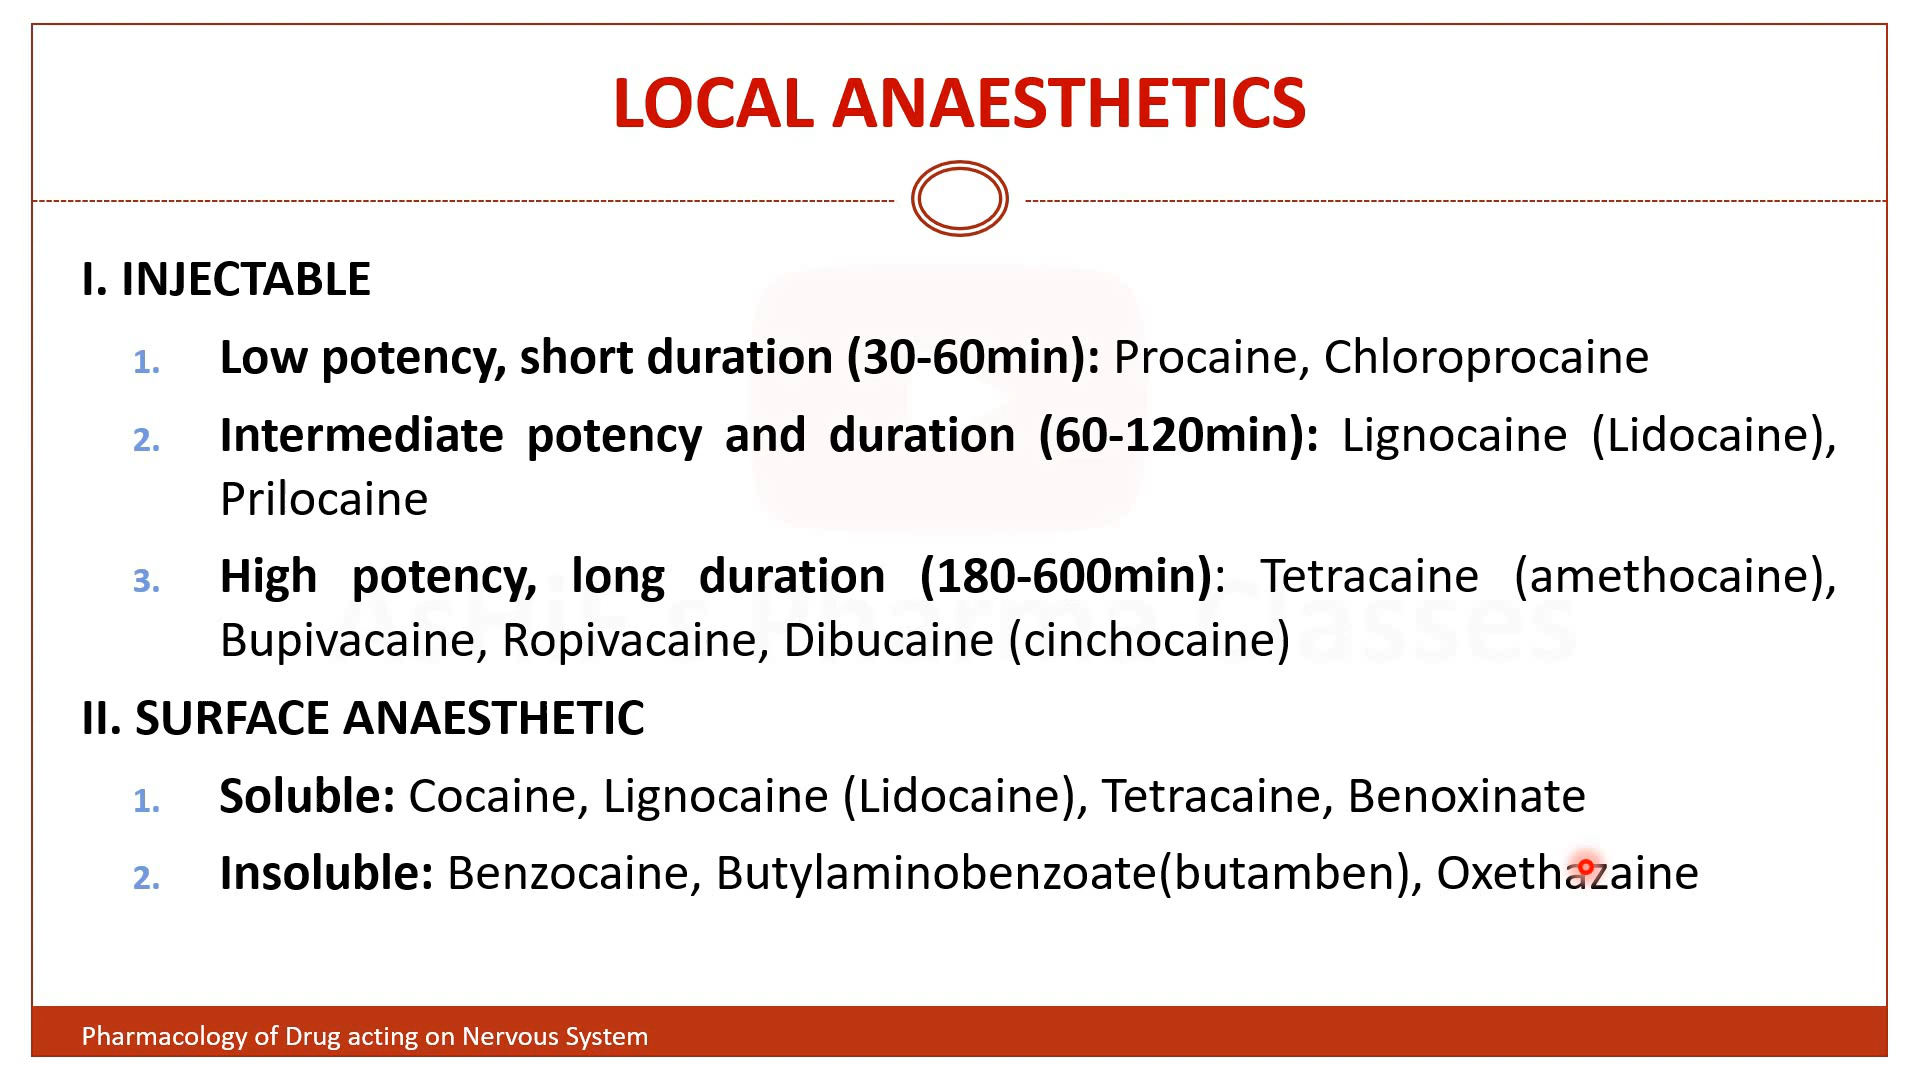 LOCAL ANAESTHETICS
I. INJECTABLE
1. Low potency, short duration (30-60min): Procaine, Chloroprocaine
2. Intermediate potency and duration (60-120min): Lignocaine (Lidocaine),
Prilocaine
3. High potency, long duration (180-600min): Tetracaine (amethocaine),
Bupivacaine, Ropivacaine, Dibucaine (cinchocaine)
II. SURFACE ANAESTHETIC
1. Soluble: Cocaine, Lignocaine (Lidocaine), Tetracaine, Benoxinate
2. Insoluble: Benzocaine, Butylaminobenzoate(butamben), Oxethazaine
Pharmacology of Drug acting on Nervous System